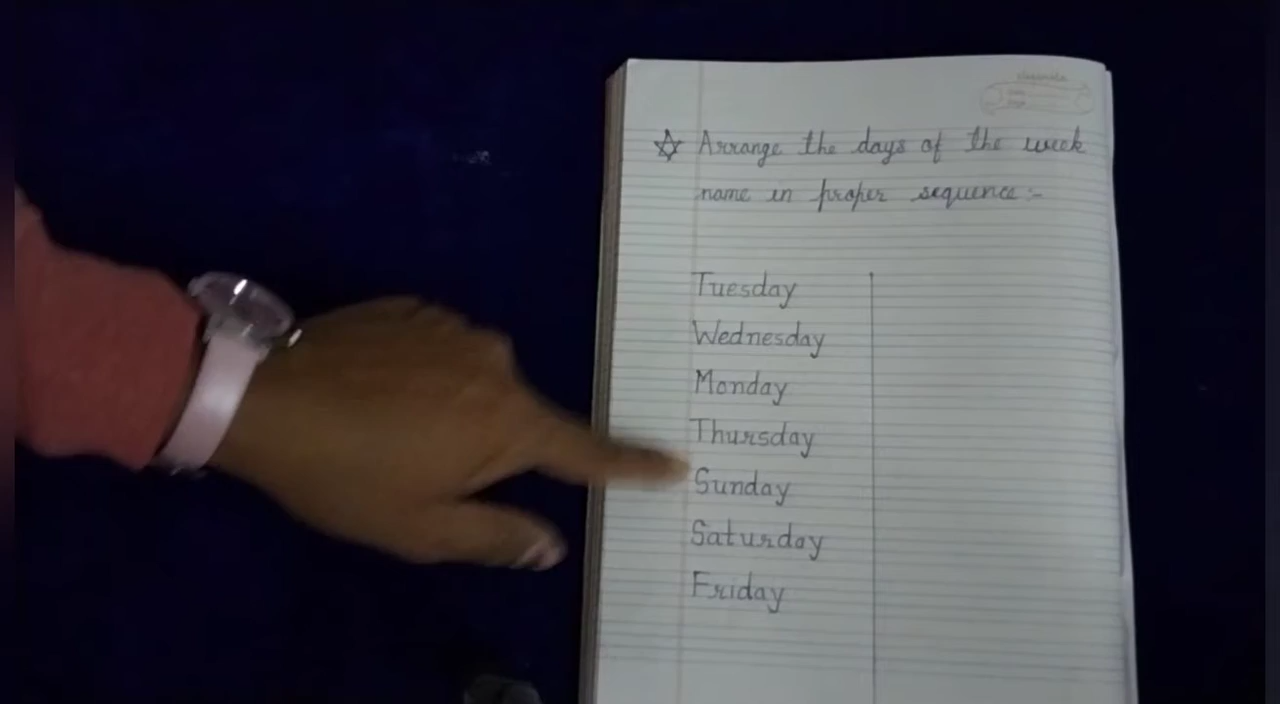 ☆ Arrange the days of the week
name in proper sequence :-
Tuesday
Wednesday
Monday
Thursday
Sunday
Saturday
Friday